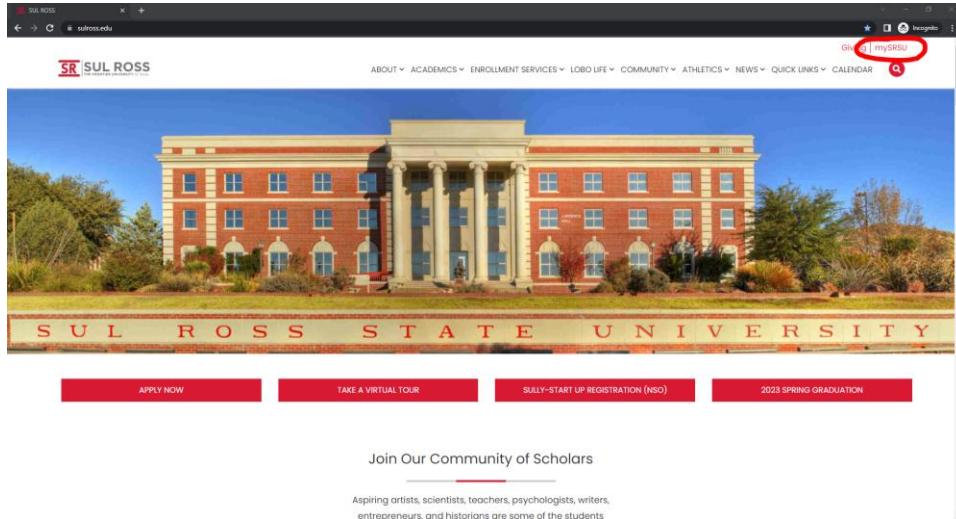 SUL ROSS
sulross.edu
Incognito
Giving | mySRSU
SR SUL ROSS
ABOUT ACADEMICS ENROLLMENT SERVICES LOBO LIFE COMMUNITY ATHLETICS NEWS QUICK LINKS CALENDAR
SUL ROSS STATE UNIVERSITY
APPLY NOW
TAKE A VIRTUAL TOUR
SULLY-START UP REGISTRATION (NSO)
2023 SPRING GRADUATION
Join Our Community of Scholars
Aspiring artists, scientists, teachers, psychologists, writers,
entrepreneurs, and historians are some of the students